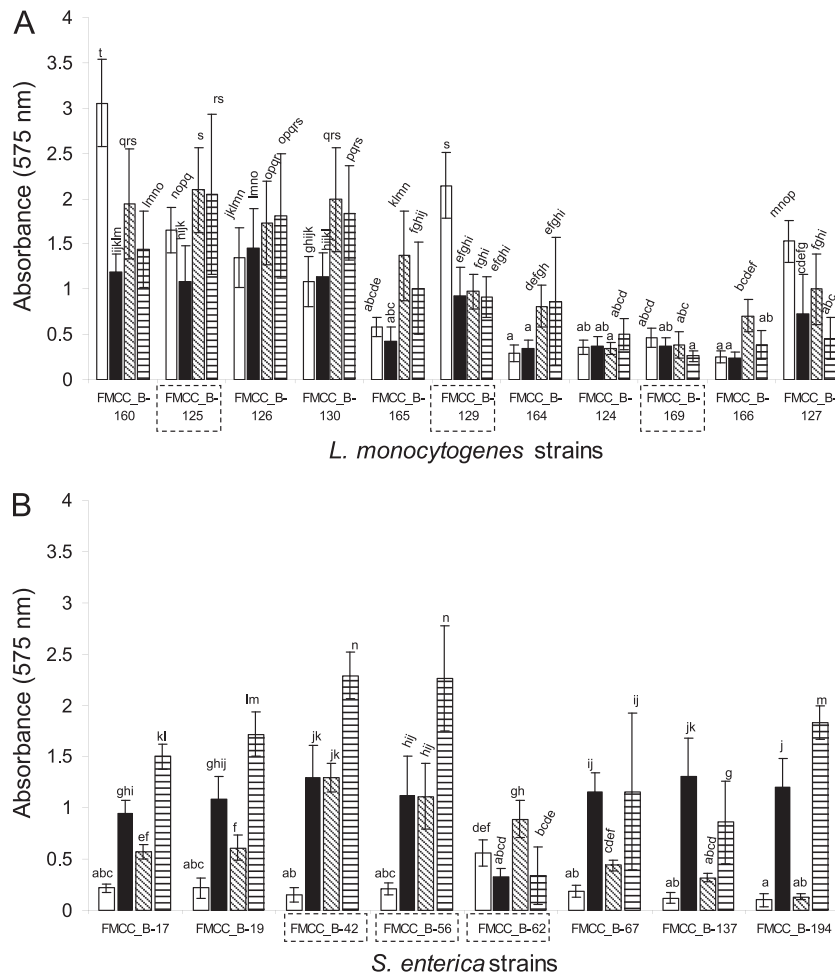 A
Absorbance (575 nm)
4
3.5
3
2.5
2
1.5
1
0.5
0
t
ijklm
qrs
lmno
nopq
hijk
s
rs
jklmn
lmno
opqr
opqrs
ghijk
hijkl
qrs
pqrs
abcde
abc
klmn
fghij
s
efghi
fghi
efghi
a
a
defgh
efghi
ab
ab
a
abcd
abcd
ab
abc
a
a
a
bcdef
ab
mnop
cdefg
fghi
abc
FMCC_B-160
FMCC_B-125
FMCC_B-126
FMCC_B-130
FMCC_B-165
FMCC_B-129
FMCC_B-164
FMCC_B-124
FMCC_B-169
FMCC_B-166
FMCC_B-127
L. monocytogenes strains
B
Absorbance (575 nm)
4
3.5
3
2.5
2
1.5
1
0.5
0
abc
ghi
ef
kl
abc
ghij
f
lm
ab
jk
jk
n
abc
hij
hij
n
def
abcd
gh
bcde
ab
ij
cdef
ij
ab
jk
abcd
g
a
j
ab
m
FMCC_B-17
FMCC_B-19
FMCC_B-42
FMCC_B-56
FMCC_B-62
FMCC_B-67
FMCC_B-137
FMCC_B-194
S. enterica strains